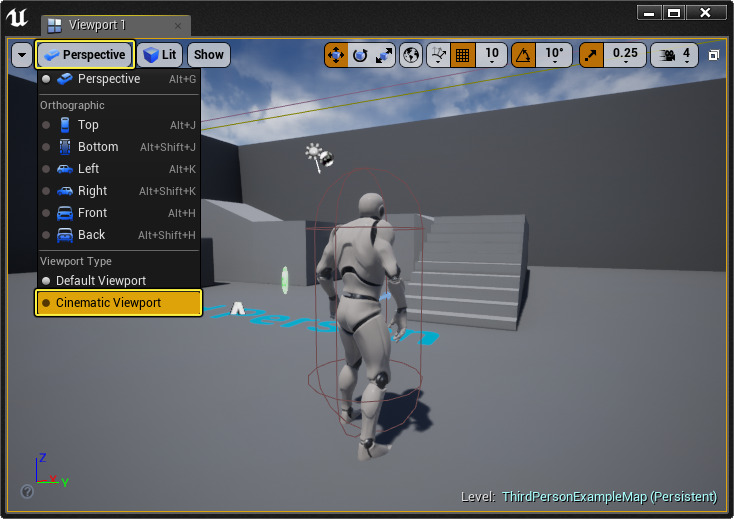 Viewport 1
Perspective
Lit
Show
10
10°
0.25
4
Perspective Alt+G
Orthographic
Top Alt+J
Bottom Alt+Shift+J
Left Alt+K
Right Alt+Shift+K
Front Alt+H
Back Alt+Shift+H
Viewport Type
Default Viewport
Cinematic Viewport
Z
X
Y
?
Level: ThirdPersonExampleMap (Persistent)